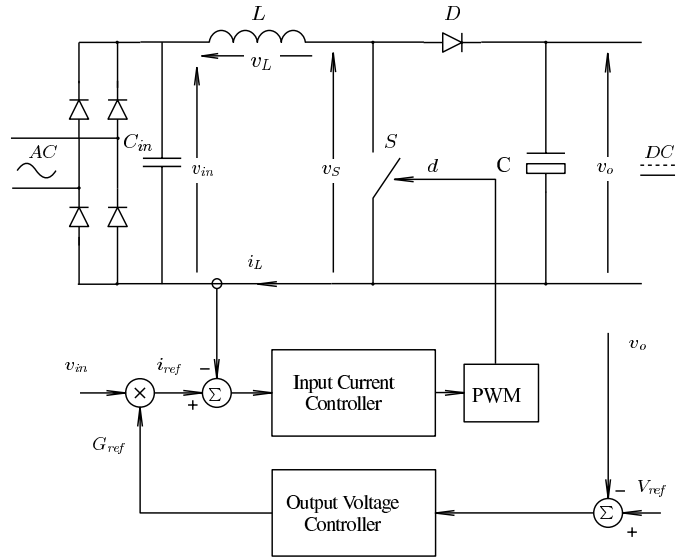 L
D
v_L
S
AC
C_in
v_in
v_S
d
C
v_o
DC
i_L
v_in
i_ref
−
+
×
Σ
Input Current
Controller
PWM
v_o
G_ref
Output Voltage
Controller
−
V_ref
Σ
+